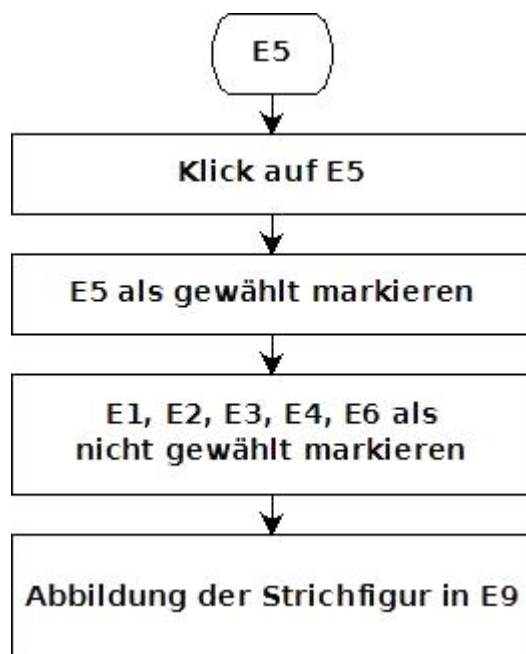 E5
Klick auf E5
E5 als gewählt markieren
E1, E2, E3, E4, E6 als
nicht gewählt markieren
Abbildung der Strichfigur in E9